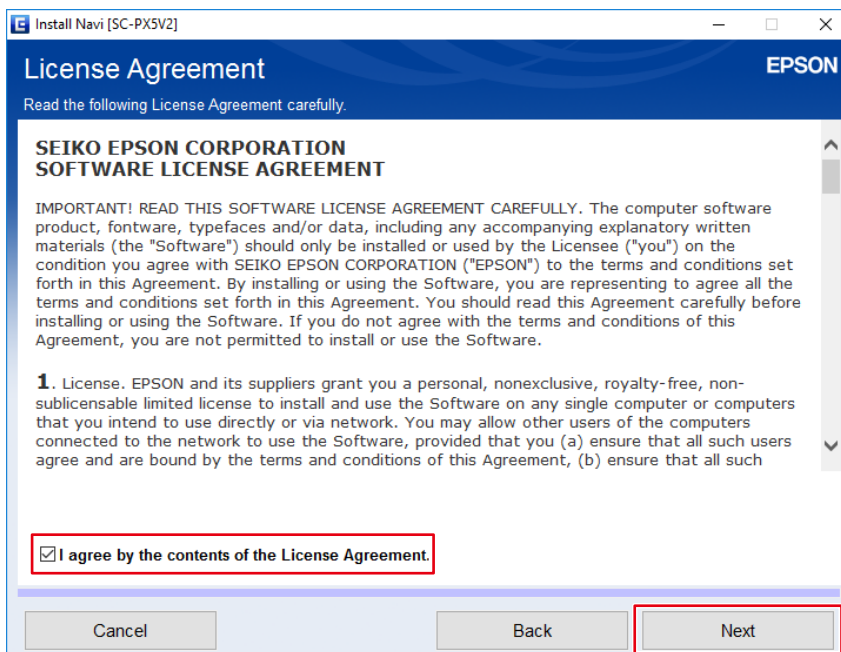 Install Navi [SC-PX5V2]
License Agreement
EPSON
Read the following License Agreement carefully.
SEIKO EPSON CORPORATION
SOFTWARE LICENSE AGREEMENT
IMPORTANT! READ THIS SOFTWARE LICENSE AGREEMENT CAREFULLY. The computer software
product, fontware, typefaces and/or data, including any accompanying explanatory written
materials (the "Software") should only be installed or used by the Licensee ("you") on the
condition you agree with SEIKO EPSON CORPORATION ("EPSON") to the terms and conditions set
forth in this Agreement. By installing or using the Software, you are representing to agree all the
terms and conditions set forth in this Agreement. You should read this Agreement carefully before
installing or using the Software. If you do not agree with the terms and conditions of this
Agreement, you are not permitted to install or use the Software.
1. License. EPSON and its suppliers grant you a personal, nonexclusive, royalty-free, non-
sublicensable limited license to install and use the Software on any single computer or computers
that you intend to use directly or via network. You may allow other users of the computers
connected to the network to use the Software, provided that you (a) ensure that all such users
agree and are bound by the terms and conditions of this Agreement, (b) ensure that all such
I agree by the contents of the License Agreement.
Cancel
Back
Next